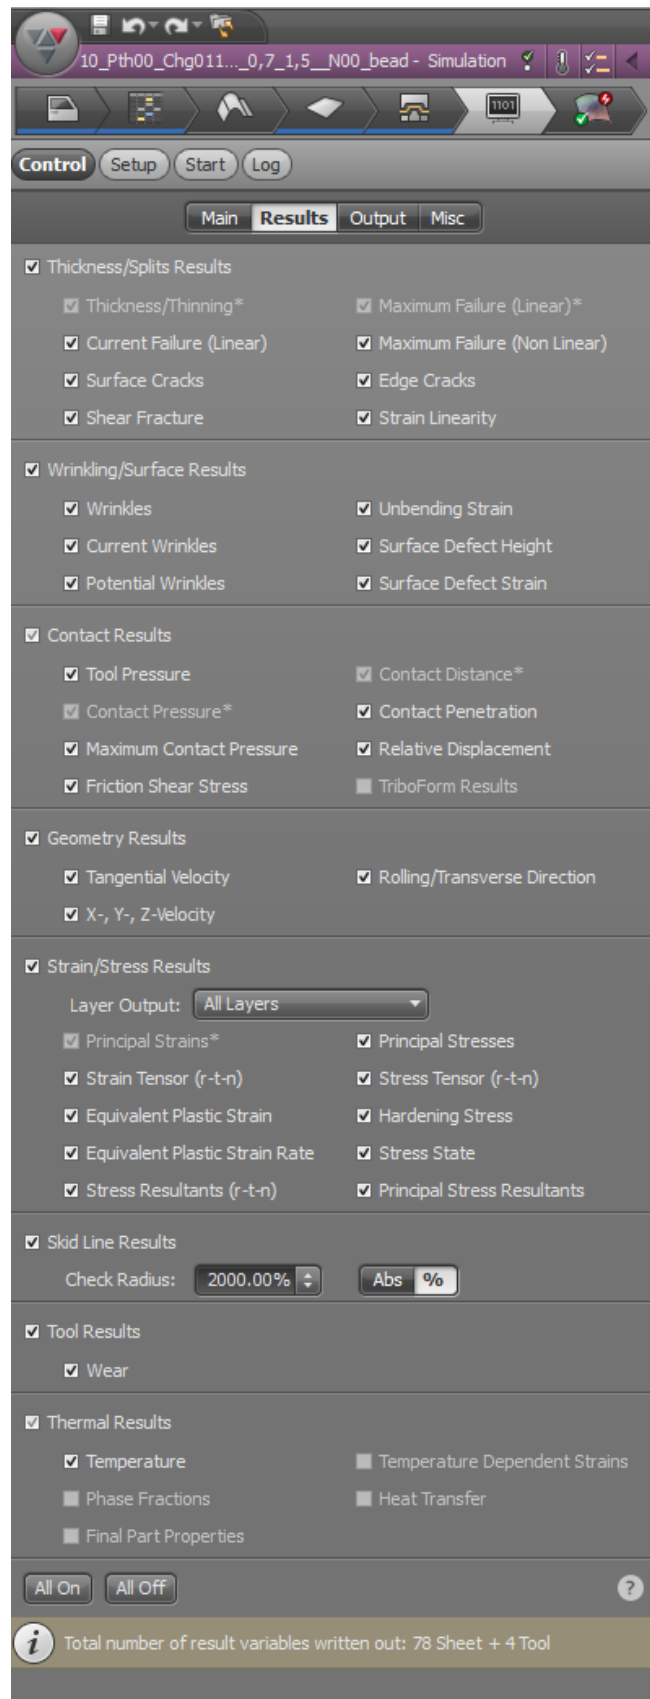 10_Pth00_Chg011..._0,7_1,5__N00_bead - Simulation
1101
Control Setup Start Log
Main Results Output Misc
Thickness/Splits Results
Thickness/Thinning* Maximum Failure (Linear)*
Current Failure (Linear) Maximum Failure (Non Linear)
Surface Cracks Edge Cracks
Shear Fracture Strain Linearity
Wrinkling/Surface Results
Wrinkles Unbending Strain
Current Wrinkles Surface Defect Height
Potential Wrinkles Surface Defect Strain
Contact Results
Tool Pressure Contact Distance*
Contact Pressure* Contact Penetration
Maximum Contact Pressure Relative Displacement
Friction Shear Stress TriboForm Results
Geometry Results
Tangential Velocity Rolling/Transverse Direction
X-, Y-, Z-Velocity
Strain/Stress Results
Layer Output: All Layers
Principal Strains* Principal Stresses
Strain Tensor (r-t-n) Stress Tensor (r-t-n)
Equivalent Plastic Strain Hardening Stress
Equivalent Plastic Strain Rate Stress State
Stress Resultants (r-t-n) Principal Stress Resultants
Skid Line Results
Check Radius: 2000.00% Abs %
Tool Results
Wear
Thermal Results
Temperature Temperature Dependent Strains
Phase Fractions Heat Transfer
Final Part Properties
All On All Off ?
i Total number of result variables written out: 78 Sheet + 4 Tool